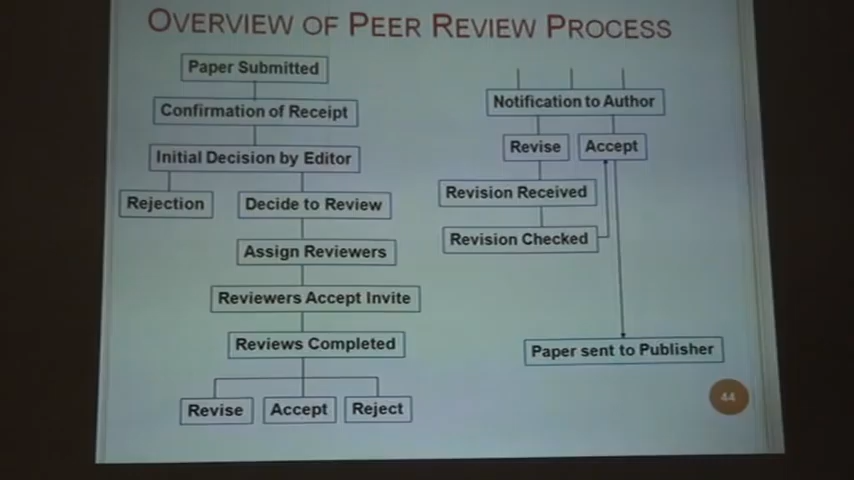 OVERVIEW OF PEER REVIEW PROCESS
Paper Submitted
Confirmation of Receipt
Initial Decision by Editor
Rejection
Decide to Review
Assign Reviewers
Reviewers Accept Invite
Reviews Completed
Revise
Accept
Reject
Notification to Author
Revise
Accept
Revision Received
Revision Checked
Paper sent to Publisher
44